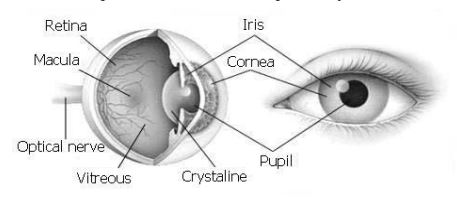 Retina
Iris
Macula
Cornea
Optical nerve
Pupil
Vitreous
Crystaline